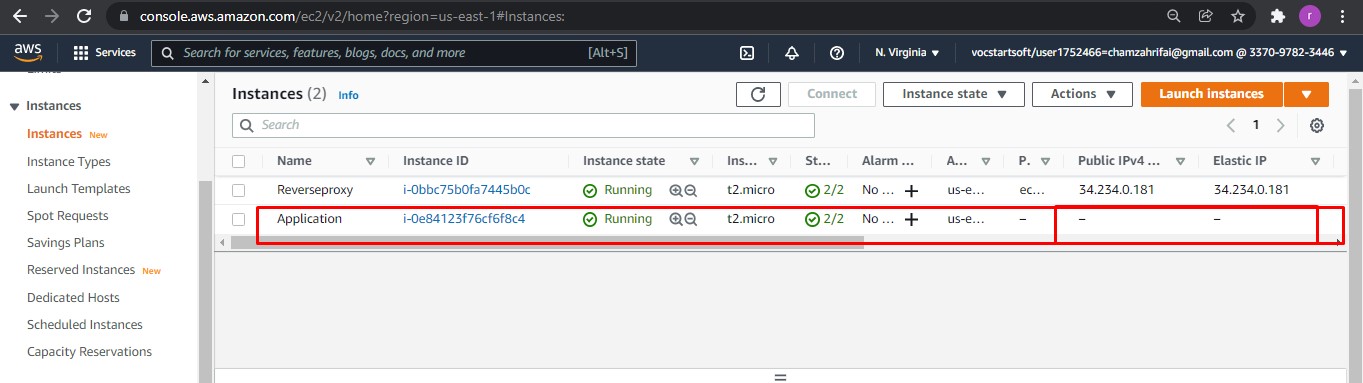 console.aws.amazon.com/ec2/v2/home?region=us-east-1#Instances:
r
aws Services Search for services, features, blogs, docs, and more [Alt+S] N. Virginia vocstartsoft/user1752466=chamzahrifai@gmail.com @ 3370-9782-3446
Instances
Instances New
Instance Types
Launch Templates
Spot Requests
Savings Plans
Reserved Instances New
Dedicated Hosts
Scheduled Instances
Capacity Reservations
Instances (2) Info Connect Instance state Actions Launch instances
Search 1
Name Instance ID Instance state Ins... St... Alarm ... A... P. Public IPv4 ... Elastic IP
Reverseproxy i-0bbc75b0fa7445b0c Running t2.micro 2/2 No ... + us-e... ec... 34.234.0.181 34.234.0.181
Application i-0e84123f76cf6f8c4 Running t2.micro 2/2 No ... + us-e... – – –